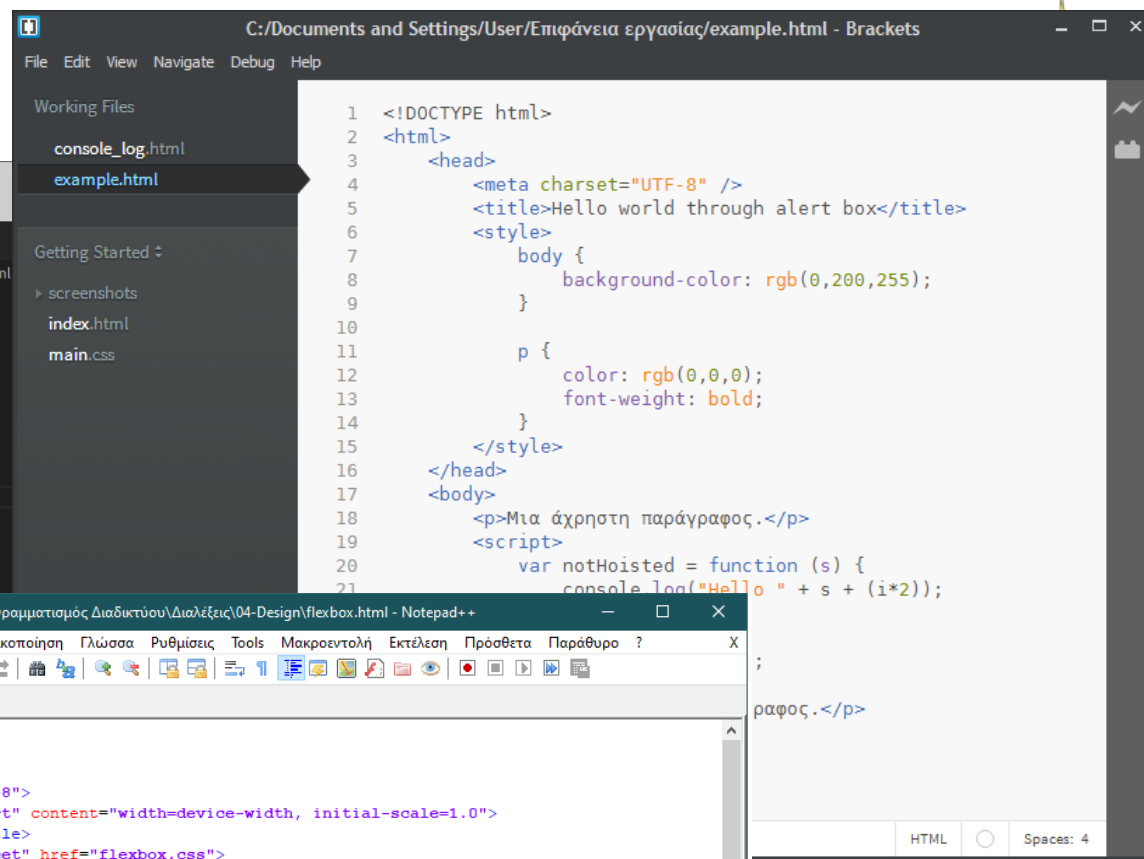 C:/Documents and Settings/User/Επιφάνεια εργασίας/example.html - Brackets
File Edit View Navigate Debug Help
Working Files
console_log.html
example.html
Getting Started
screenshots
index.html
main.css
1 <!DOCTYPE html>
2 <html>
3 <head>
4 <meta charset="UTF-8" />
5 <title>Hello world through alert box</title>
6 <style>
7 body {
8 background-color: rgb(0,200,255);
9 }
10
11 p {
12 color: rgb(0,0,0);
13 font-weight: bold;
14 }
15 </style>
16 </head>
17 <body>
18 <p>Μια άχρηστη παράγραφος.</p>
19 <script>
20 var notHoisted = function (s) {
21 console.log("Hello " + s + (i*2));
;
ραφος.</p>
HTML Spaces: 4
ml
ραμματισμός Διαδικτύου\Διαλέξεις\04-Design\flexbox.html - Notepad++
κοποίηση Γλώσσα Ρυθμίσεις Tools Μακροεντολή Εκτέλεση Πρόσθετα Παράθυρο ? X
8">
t" content="width=device-width, initial-scale=1.0">
le>
et" href="flexbox.css">